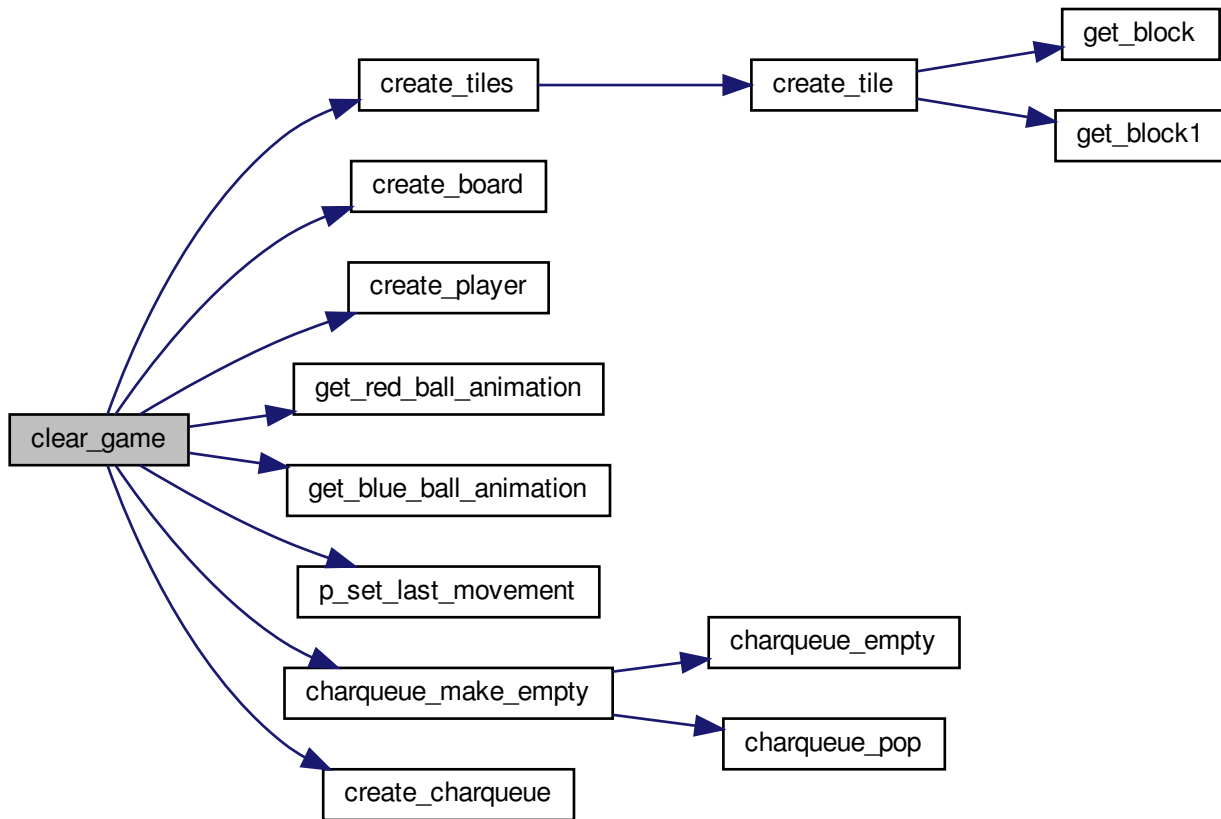 get_block
create_tiles
create_tile
get_block1
create_board
create_player
get_red_ball_animation
clear_game
get_blue_ball_animation
p_set_last_movement
charqueue_empty
charqueue_make_empty
charqueue_pop
create_charqueue